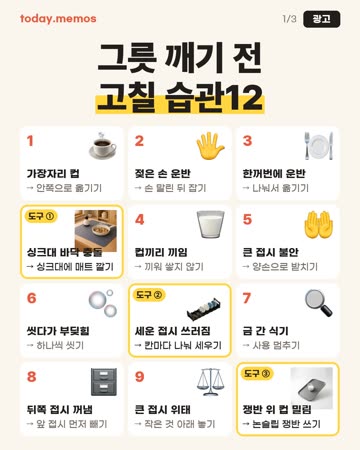 today.memos
1/3
광고
그릇 깨기 전
고칠 습관12
1
가장자리 컵
→ 안쪽으로 옮기기
2
젖은 손 운반
→ 손 말린 뒤 잡기
3
한꺼번에 운반
→ 나눠서 옮기기
도구 ①
싱크대 바닥 충돌
→ 싱크대에 매트 깔기
4
컵끼리 끼임
→ 끼워 쌓지 않기
5
큰 접시 불안
→ 양손으로 받치기
6
씻다가 부딪힘
→ 하나씩 씻기
도구 ②
세운 접시 쓰러짐
→ 칸마다 나눠 세우기
7
금 간 식기
→ 사용 멈추기
8
뒤쪽 접시 꺼냄
→ 앞 접시 먼저 빼기
9
큰 접시 위태
→ 작은 것 아래 놓기
도구 ③
쟁반 위 컵 밀림
→ 논슬립 쟁반 쓰기